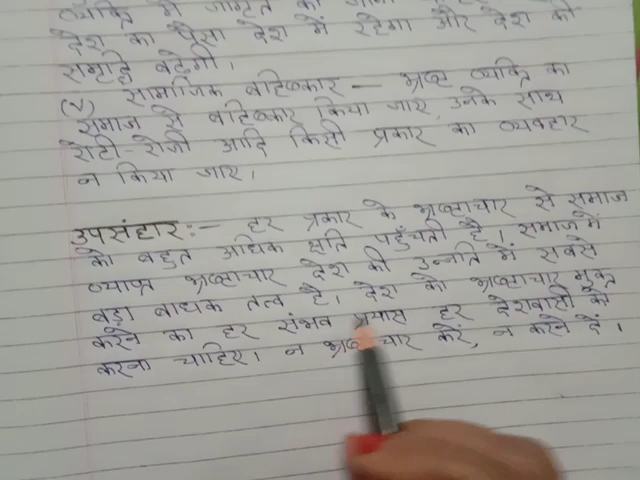 व्यक्ति में जागृति
देश का पैसा देश में रहेगा और देश की
समृद्धि बढ़ेगी।
(v) सामाजिक बहिष्कार — भ्रष्ट व्यक्ति का
समाज से बहिष्कार किया जाए, उनके साथ
रोटी-रोजी आदि किसी प्रकार का व्यवहार
न किया जाए।
उपसंहार:— हर प्रकार के भ्रष्टाचार से समाज
को बहुत अधिक क्षति पहुँचती है। समाज में
व्याप्त भ्रष्टाचार देश की उन्नति में सबसे
बड़ा बाधक तत्व है। देश को भ्रष्टाचार मुक्त
करने का हर संभव प्रयास हर देशवासी को
करना चाहिए। न भ्रष्टाचार करें, न करने दें।